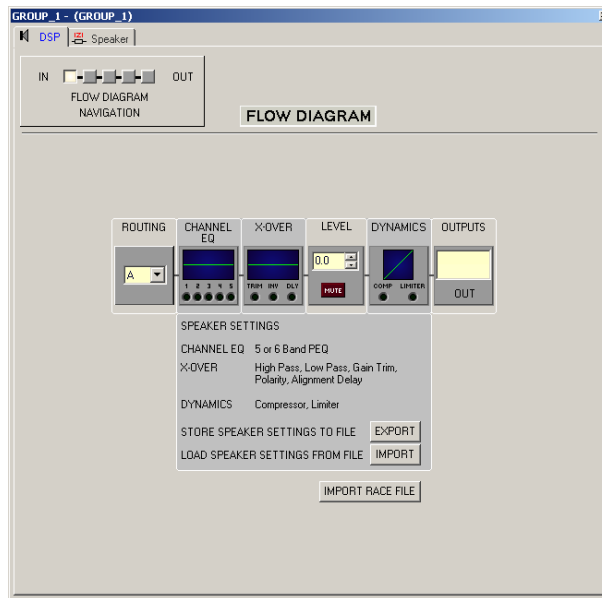 GROUP_1 - (GROUP_1)
DSP Speaker
IN OUT
FLOW DIAGRAM
NAVIGATION
FLOW DIAGRAM
ROUTING CHANNEL EQ X-OVER LEVEL DYNAMICS OUTPUTS
A 0.0
1 2 3 4 5 TRIM INV DLY MUTE COMP LIMITER OUT
SPEAKER SETTINGS
CHANNEL EQ 5 or 6 Band PEQ
X-OVER High Pass, Low Pass, Gain Trim,
Polarity, Alignment Delay
DYNAMICS Compressor, Limiter
STORE SPEAKER SETTINGS TO FILE EXPORT
LOAD SPEAKER SETTINGS FROM FILE IMPORT
IMPORT RACE FILE